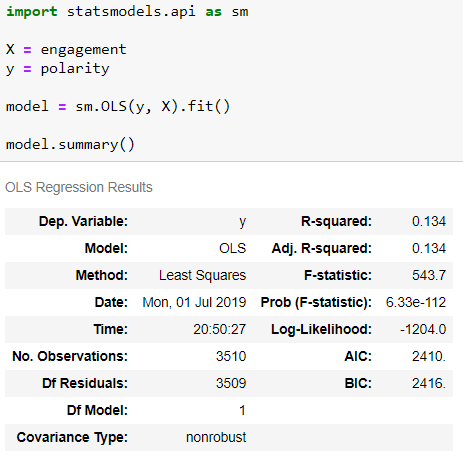 import statsmodels.api as sm
X = engagement
y = polarity
model = sm.OLS(y, X).fit()
model.summary()
OLS Regression Results
Dep. Variable: y R-squared: 0.134
Model: OLS Adj. R-squared: 0.134
Method: Least Squares F-statistic: 543.7
Date: Mon, 01 Jul 2019 Prob (F-statistic): 6.33e-112
Time: 20:50:27 Log-Likelihood: -1204.0
No. Observations: 3510 AIC: 2410.
Df Residuals: 3509 BIC: 2416.
Df Model: 1
Covariance Type: nonrobust